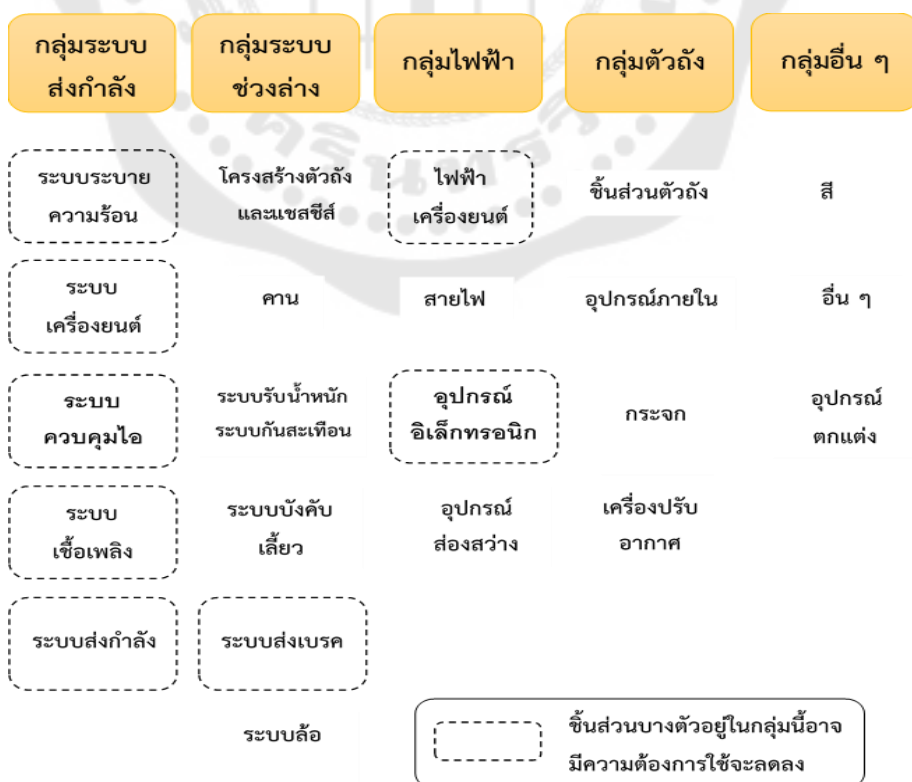 กลุ่มระบบ
ส่งกำลัง
กลุ่มระบบ
ช่วงล่าง
กลุ่มไฟฟ้า
กลุ่มตัวถัง
กลุ่มอื่น ๆ
ระบบระบาย
ความร้อน
โครงสร้างตัวถัง
และแชสซีส์
ไฟฟ้า
เครื่องยนต์
ชิ้นส่วนตัวถัง
สี
ระบบ
เครื่องยนต์
คาน
สายไฟ
อุปกรณ์ภายใน
อื่น ๆ
ระบบ
ควบคุมไอ
ระบบรับน้ำหนัก
ระบบกันสะเทือน
อุปกรณ์
อิเล็กทรอนิก
กระจก
อุปกรณ์
ตกแต่ง
ระบบ
เชื้อเพลิง
ระบบบังคับ
เลี้ยว
อุปกรณ์
ส่องสว่าง
เครื่องปรับ
อากาศ
ระบบส่งกำลัง
ระบบส่งเบรค
ระบบล้อ
ชิ้นส่วนบางตัวอยู่ในกลุ่มนี้อาจ
มีความต้องการใช้จะลดลง